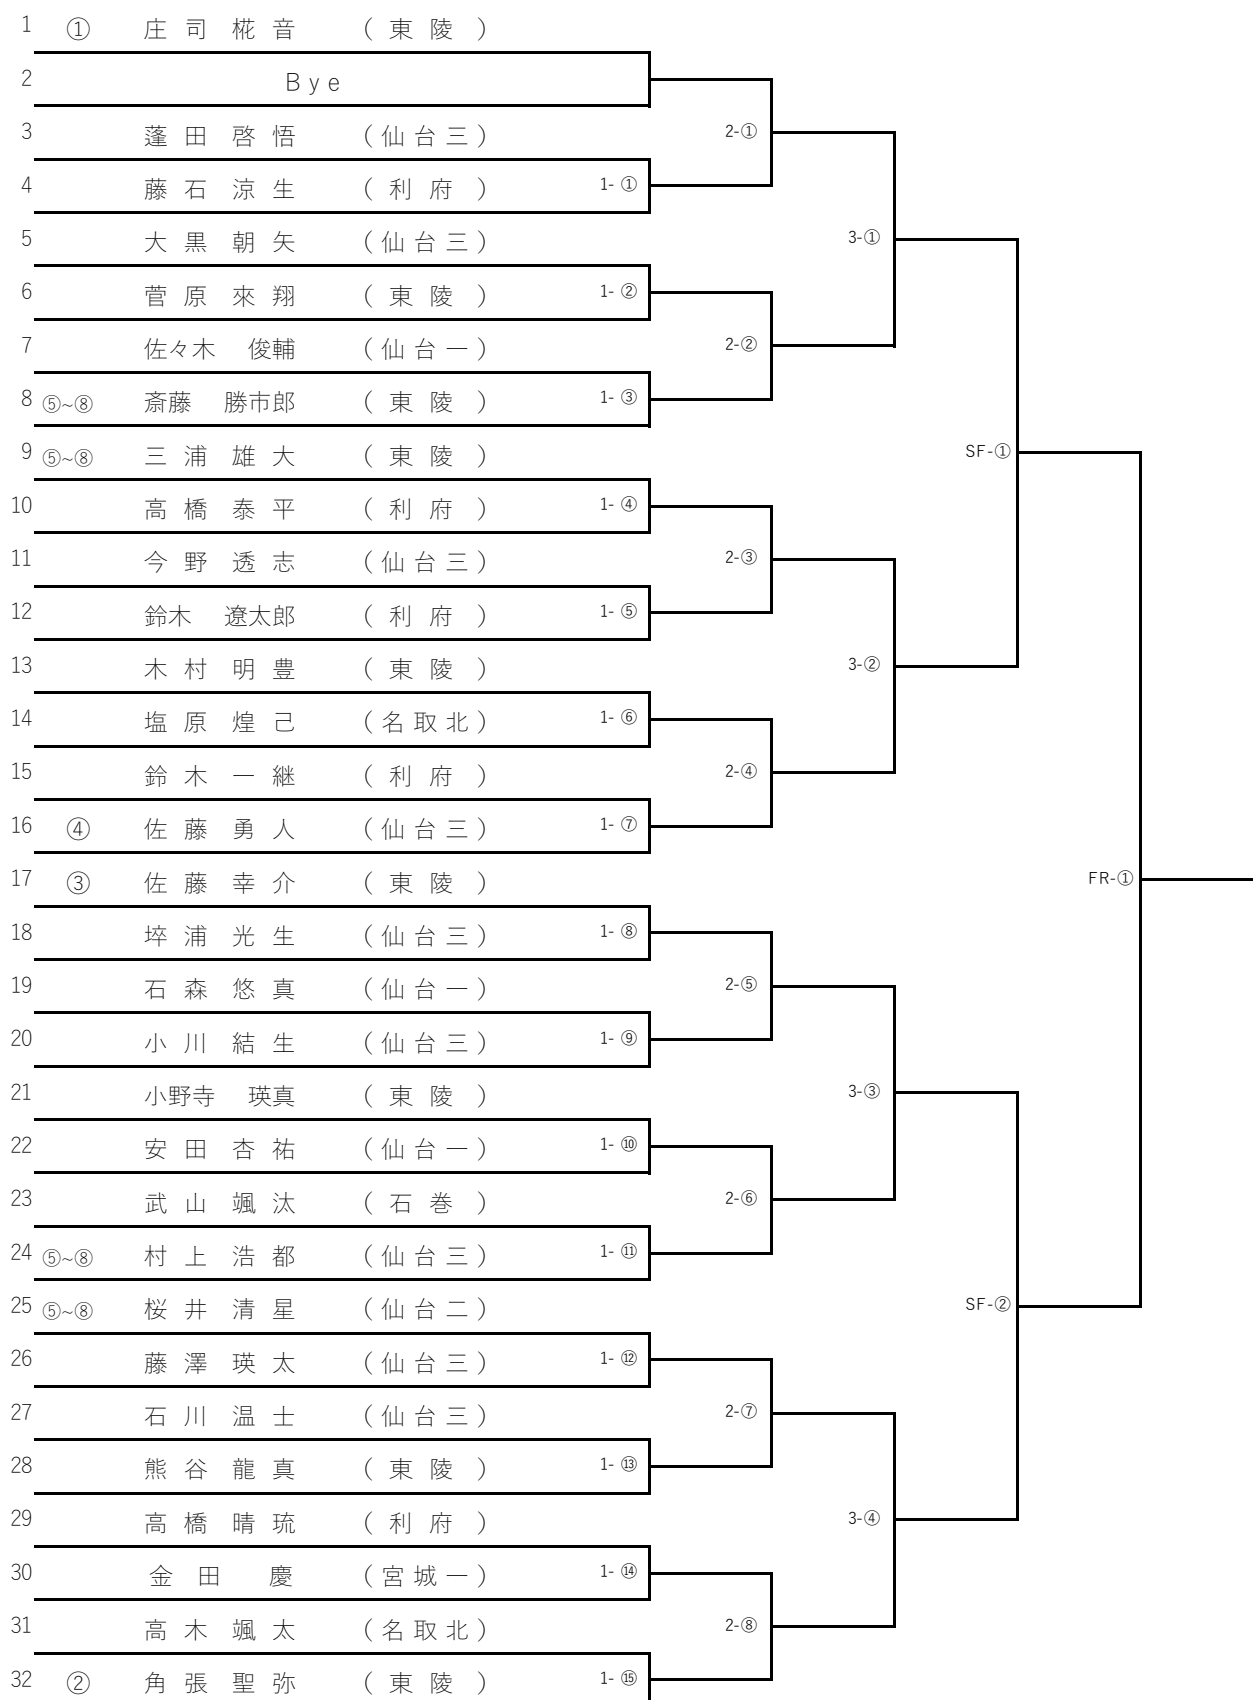 1 ① 庄司椛音 (東陵)
2 Bye
3 蓬田啓悟 (仙台三) 2-①
4 藤石涼生 (利府) 1-①
5 大黒朝矢 (仙台三) 3-①
6 菅原來翔 (東陵) 1-②
7 佐々木 俊輔 (仙台一) 2-②
8 ⑤~⑧ 斎藤 勝市郎 (東陵) 1-③
9 ⑤~⑧ 三浦雄大 (東陵) SF-①
10 高橋泰平 (利府) 1-④
11 今野透志 (仙台三) 2-③
12 鈴木 遼太郎 (利府) 1-⑤
13 木村明豊 (東陵) 3-②
14 塩原煌己 (名取北) 1-⑥
15 鈴木一継 (利府) 2-④
16 ④ 佐藤勇人 (仙台三) 1-⑦
17 ③ 佐藤幸介 (東陵) FR-①
18 埣浦光生 (仙台三) 1-⑧
19 石森悠真 (仙台一) 2-⑤
20 小川結生 (仙台三) 1-⑨
21 小野寺 瑛真 (東陵) 3-③
22 安田杏祐 (仙台一) 1-⑩
23 武山颯汰 (石巻) 2-⑥
24 ⑤~⑧ 村上浩都 (仙台三) 1-⑪
25 ⑤~⑧ 桜井清星 (仙台二) SF-②
26 藤澤瑛太 (仙台三) 1-⑫
27 石川温士 (仙台三) 2-⑦
28 熊谷龍真 (東陵) 1-⑬
29 高橋晴琉 (利府) 3-④
30 金田 慶 (宮城一) 1-⑭
31 高木颯太 (名取北) 2-⑧
32 ② 角張聖弥 (東陵) 1-⑮